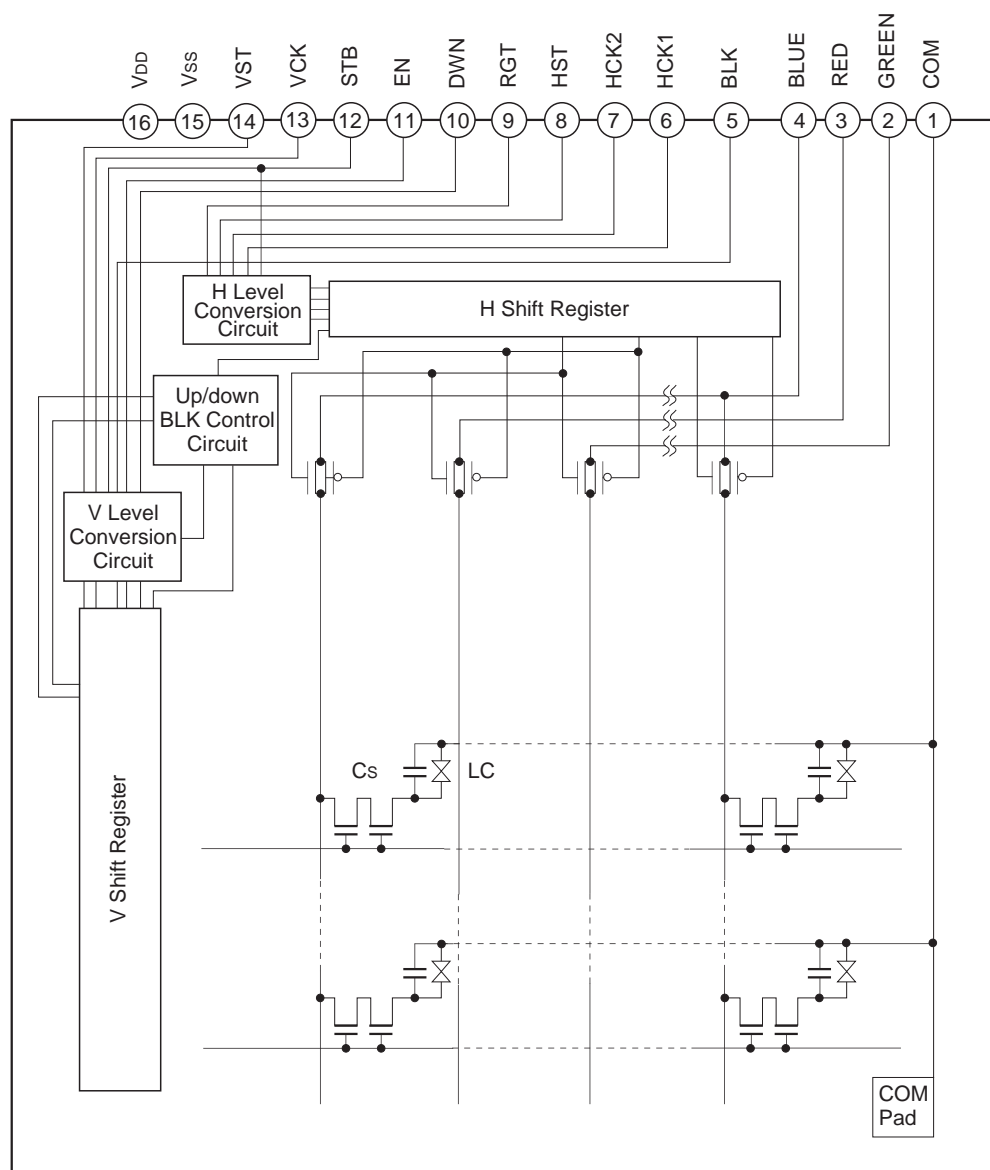 VDD
VSS
VST
VCK
STB
EN
DWN
RGT
HST
HCK2
HCK1
BLK
BLUE
RED
GREEN
COM
16
15
14
13
12
11
10
9
8
7
6
5
4
3
2
1
H Level
Conversion
Circuit
H Shift Register
Up/down
BLK Control
Circuit
V Level
Conversion
Circuit
V Shift Register
CS
LC
COM
Pad